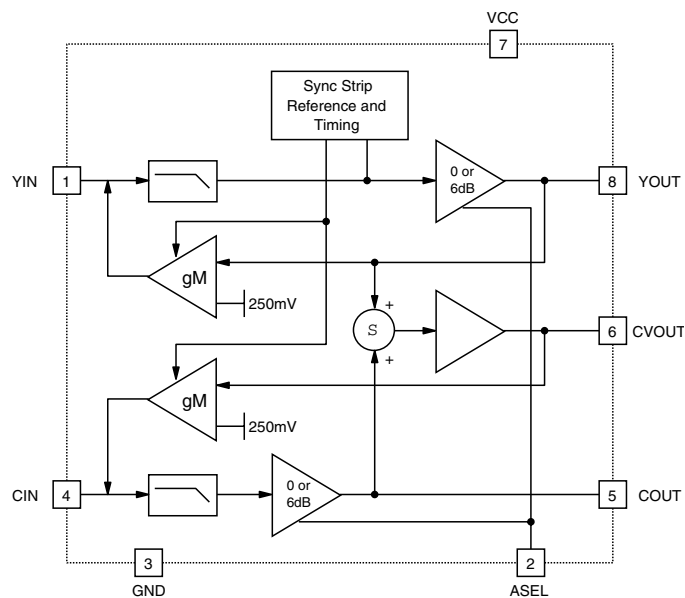 VCC
7
Sync Strip
Reference and
Timing
YIN
1
0 or
6dB
8
YOUT
gM
250mV
+
S
6
CVOUT
+
gM
250mV
CIN
4
0 or
6dB
5
COUT
3
GND
2
ASEL